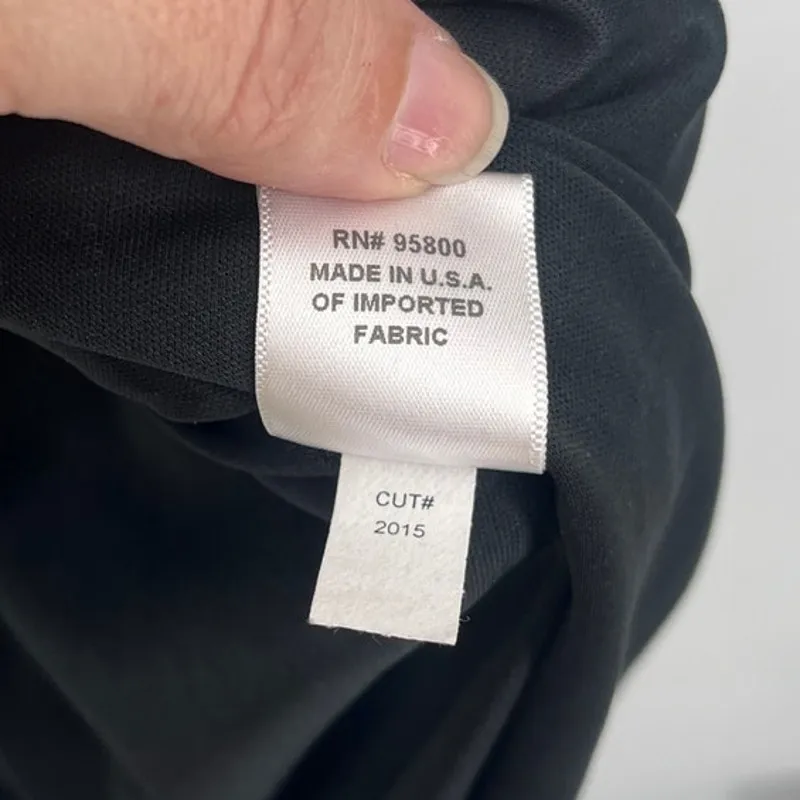 RN# 95800
MADE IN U.S.A.
OF IMPORTED
FABRIC
CUT#
2015